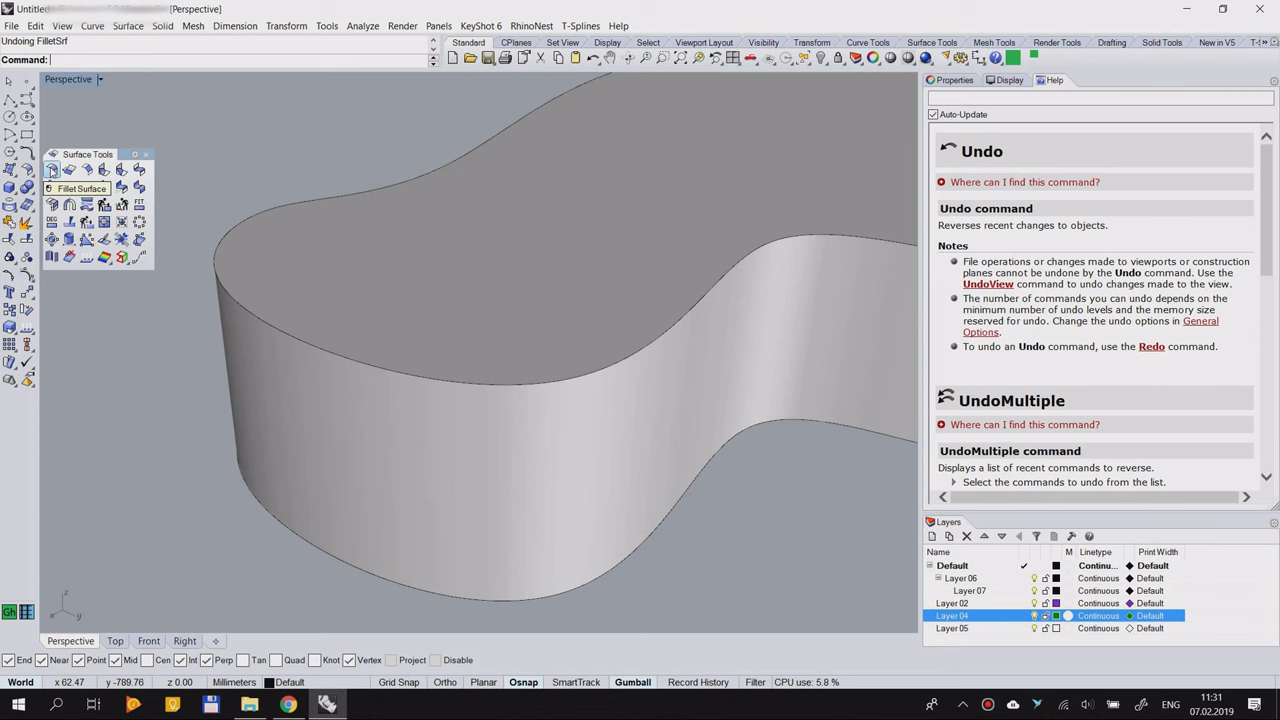 Untitled [Perspective]
File Edit View Curve Surface Solid Mesh Dimension Transform Tools Analyze Render Panels KeyShot 6 RhinoNest T-Splines Help
Undoing FilletSrf
Command:
Standard CPlanes Set View Display Select Viewport Layout Visibility Transform Curve Tools Surface Tools Mesh Tools Render Tools Drafting Solid Tools New in V5
Perspective
Properties Display Help
Auto-Update
Surface Tools
Fillet Surface
FIT
DEG
Undo
Where can I find this command?
Undo command
Reverses recent changes to objects.
Notes
File operations or changes made to viewports or construction
planes cannot be undone by the Undo command. Use the
UndoView command to undo changes made to the view.
The number of commands you can undo depends on the
minimum number of undo levels and the memory size
reserved for undo. Change the undo options in General
Options.
To undo an Undo command, use the Redo command.
UndoMultiple
Where can I find this command?
UndoMultiple command
Displays a list of recent commands to reverse.
Select the commands to undo from the list.
Layers
Name M Linetype Print Width
Default Continu... Default
Layer 06 Continuous Default
Layer 07 Continuous Default
Layer 02 Continuous Default
Layer 04 Continuous Default
Layer 05 Continuous Default
z
x y
Gh
Perspective Top Front Right
End Near Point Mid Cen Int Perp Tan Quad Knot Vertex Project Disable
World x 62.47 y -789.76 z 0.00 Millimeters Default Grid Snap Ortho Planar Osnap SmartTrack Gumball Record History Filter CPU use: 5.8 %
ENG
11:31
07.02.2019